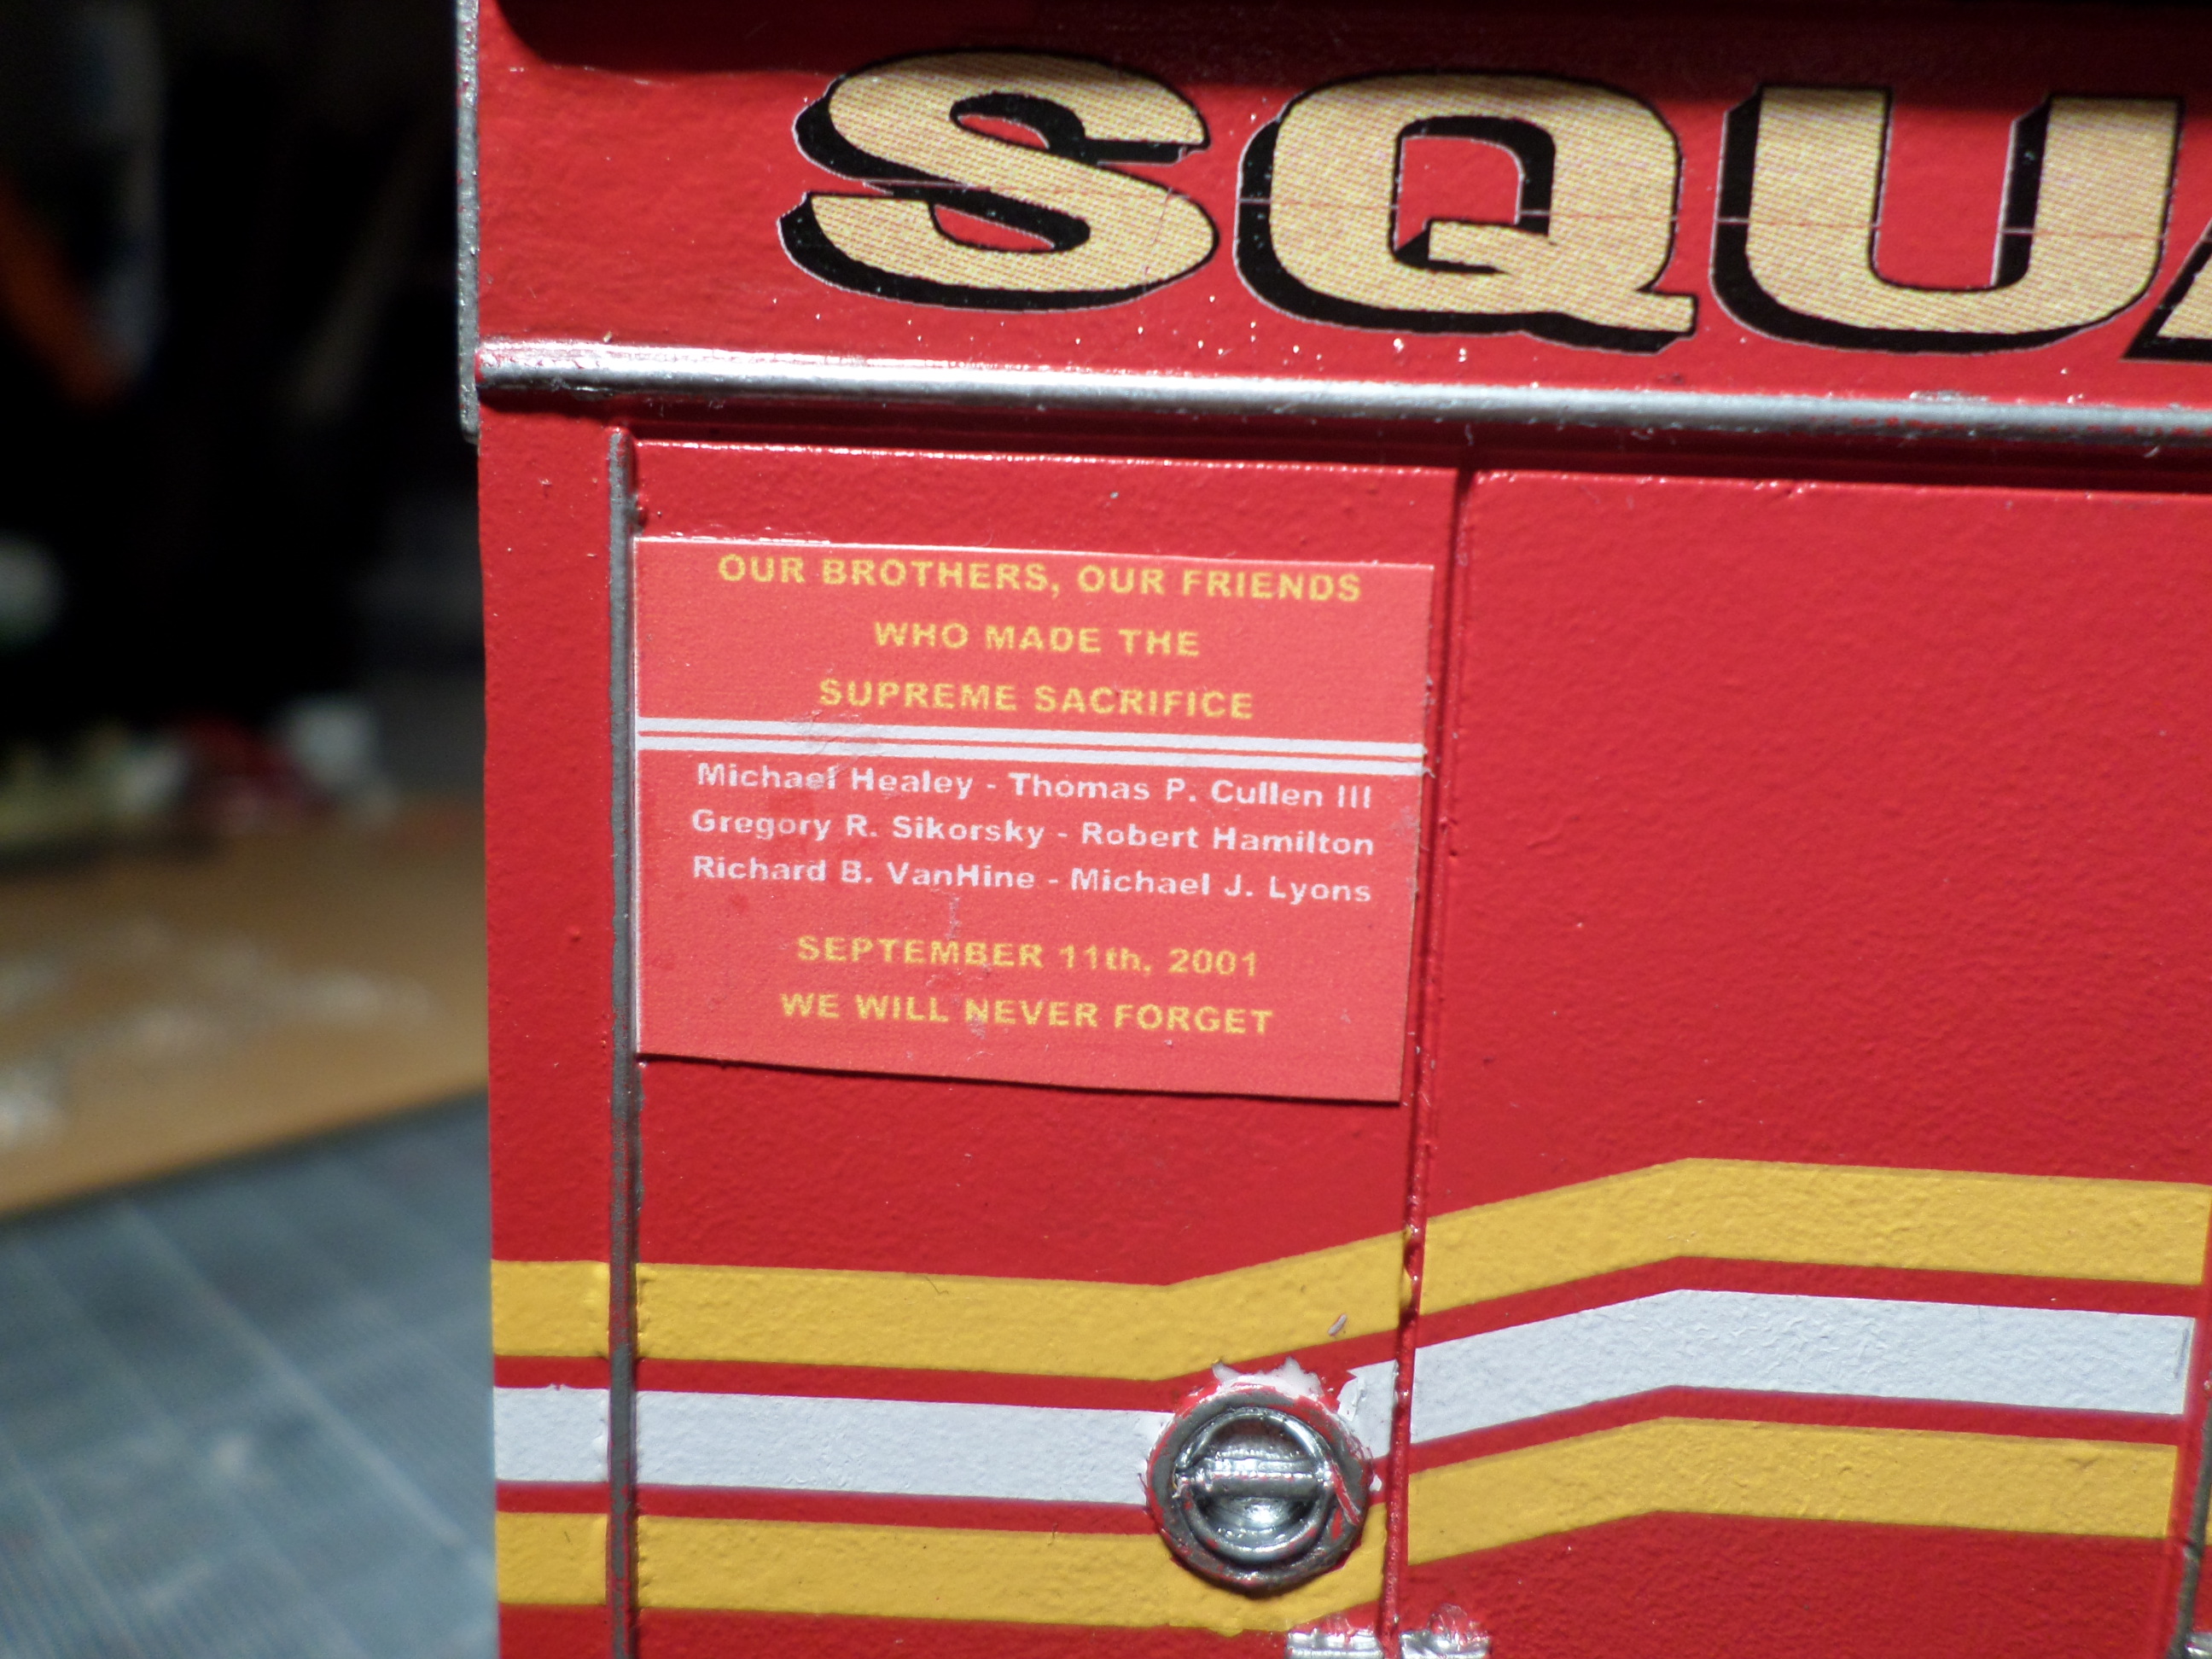 SQUA
OUR BROTHERS, OUR FRIENDS
WHO MADE THE
SUPREME SACRIFICE
Michael Healey - Thomas P. Cullen III
Gregory R. Sikorsky - Robert Hamilton
Richard B. VanHine - Michael J. Lyons
SEPTEMBER 11th, 2001
WE WILL NEVER FORGET